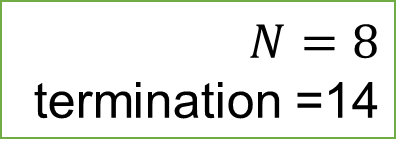 N = 8
termination =14